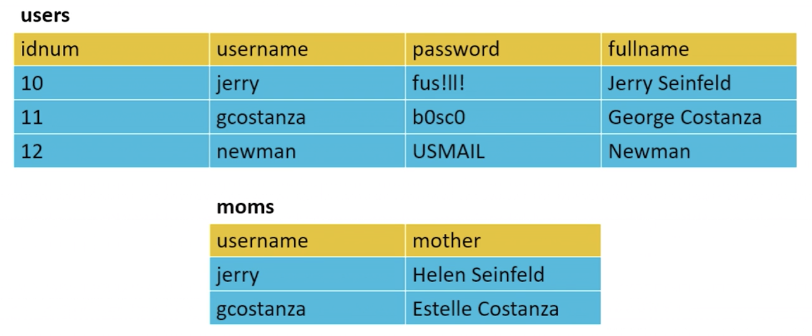 users
idnum username password fullname
10 jerry fus!ll! Jerry Seinfeld
11 gcostanza b0sc0 George Costanza
12 newman USMAIL Newman
moms
username mother
jerry Helen Seinfeld
gcostanza Estelle Costanza